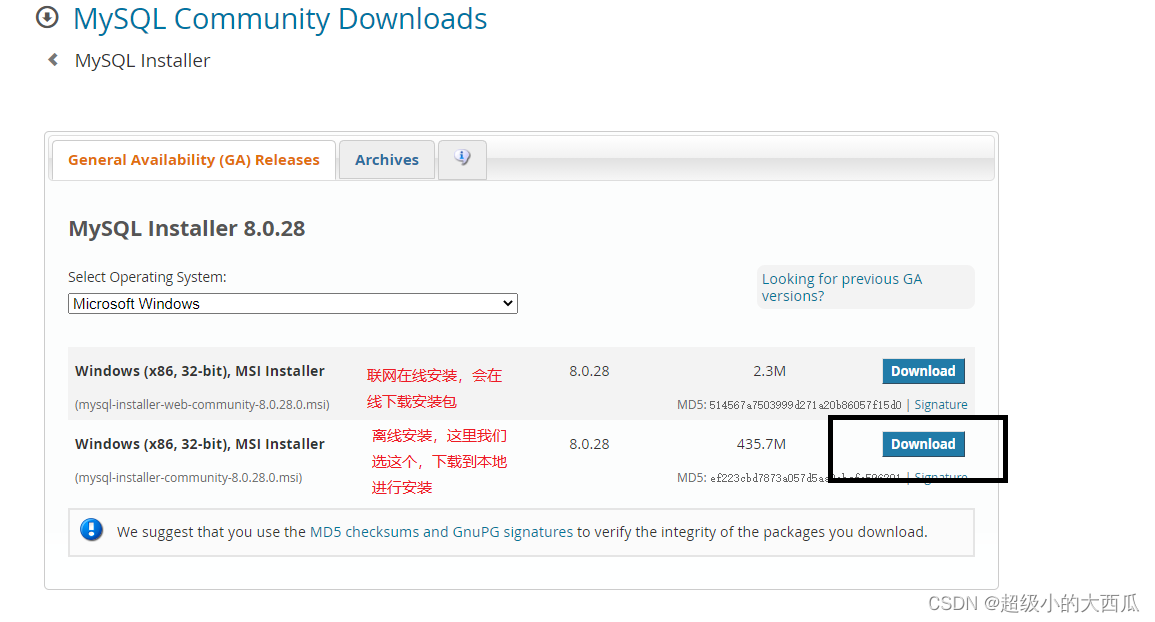 MySQL Community Downloads
MySQL Installer
General Availability (GA) Releases
Archives
MySQL Installer 8.0.28
Select Operating System:
Looking for previous GA
versions?
Microsoft Windows
Windows (x86, 32-bit), MSI Installer
联网在线安装，会在
线下载安装包
8.0.28
2.3M
Download
(mysql-installer-web-community-8.0.28.0.msi)
MD5: 514567a7503999d271a20b86057f15d0 | Signature
Windows (x86, 32-bit), MSI Installer
离线安装，这里我们
选这个，下载到本地
进行安装
8.0.28
435.7M
Download
(mysql-installer-community-8.0.28.0.msi)
MD5: | Signature
We suggest that you use the MD5 checksums and GnuPG signatures to verify the integrity of the packages you download.
CSDN @超级小的大西瓜